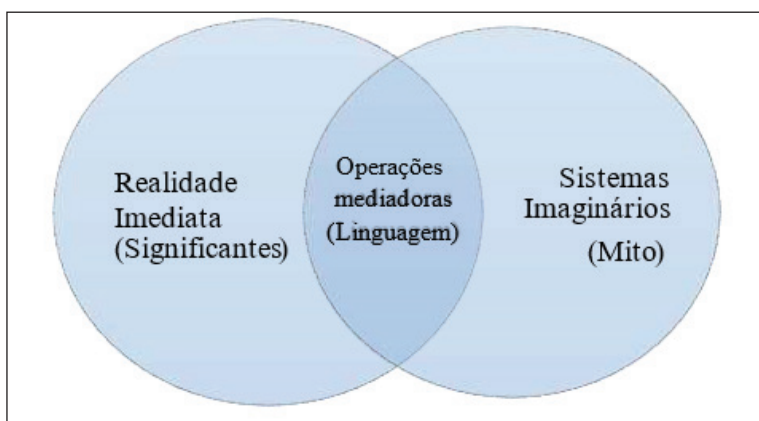 Realidade
Imediata
(Significantes)
Operações
mediadoras
(Linguagem)
Sistemas
Imaginários
(Mito)